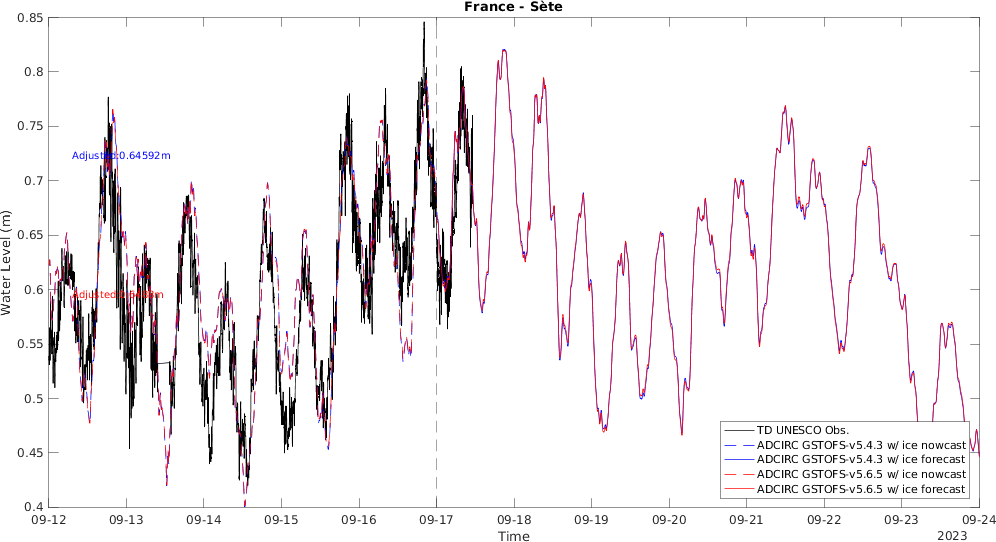 France - Sète
0.85
0.8
0.75
0.7
0.65
0.6
0.55
0.5
0.45
0.4
Water Level (m)
Adjusted:0.64592m
TD UNESCO Obs.
ADCIRC GSTOFS-v5.4.3 w/ ice nowcast
ADCIRC GSTOFS-v5.4.3 w/ ice forecast
ADCIRC GSTOFS-v5.6.5 w/ ice nowcast
ADCIRC GSTOFS-v5.6.5 w/ ice forecast
09-12 09-13 09-14 09-15 09-16 09-17 09-18 09-19 09-20 09-21 09-22 09-23 09-24
Time
2023